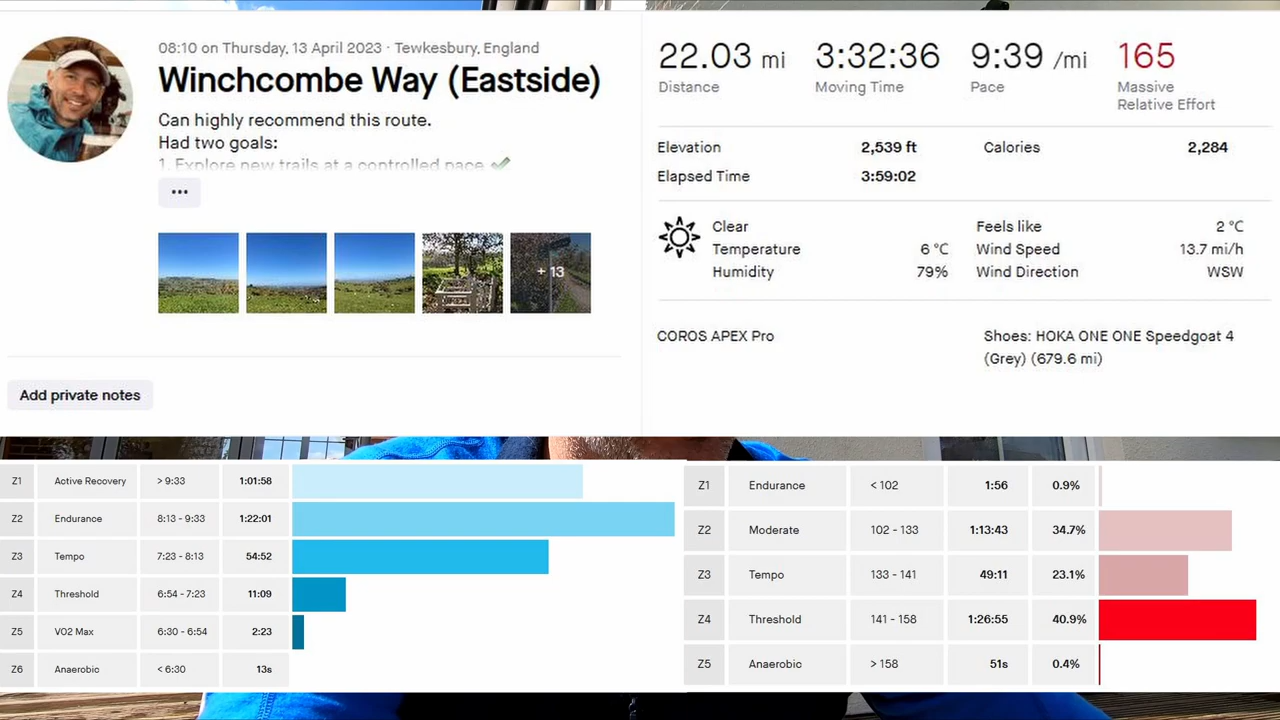 08:10 on Thursday, 13 April 2023 · Tewkesbury, England
Winchcombe Way (Eastside)
Can highly recommend this route.
Had two goals:
1. Explore new trails at a controlled pace ✔
•••
+ 13
Add private notes
22.03 mi 3:32:36 9:39 /mi 165
Distance Moving Time Pace Massive
Relative Effort
Elevation 2,539 ft Calories 2,284
Elapsed Time 3:59:02
Clear Feels like 2 °C
Temperature 6 °C Wind Speed 13.7 mi/h
Humidity 79% Wind Direction WSW
COROS APEX Pro Shoes: HOKA ONE ONE Speedgoat 4
(Grey) (679.6 mi)
Z1 Active Recovery > 9:33 1:01:58
Z2 Endurance 8:13 - 9:33 1:22:01
Z3 Tempo 7:23 - 8:13 54:52
Z4 Threshold 6:54 - 7:23 11:09
Z5 VO2 Max 6:30 - 6:54 2:23
Z6 Anaerobic < 6:30 13s
Z1 Endurance < 102 1:56 0.9%
Z2 Moderate 102 - 133 1:13:43 34.7%
Z3 Tempo 133 - 141 49:11 23.1%
Z4 Threshold 141 - 158 1:26:55 40.9%
Z5 Anaerobic > 158 51s 0.4%